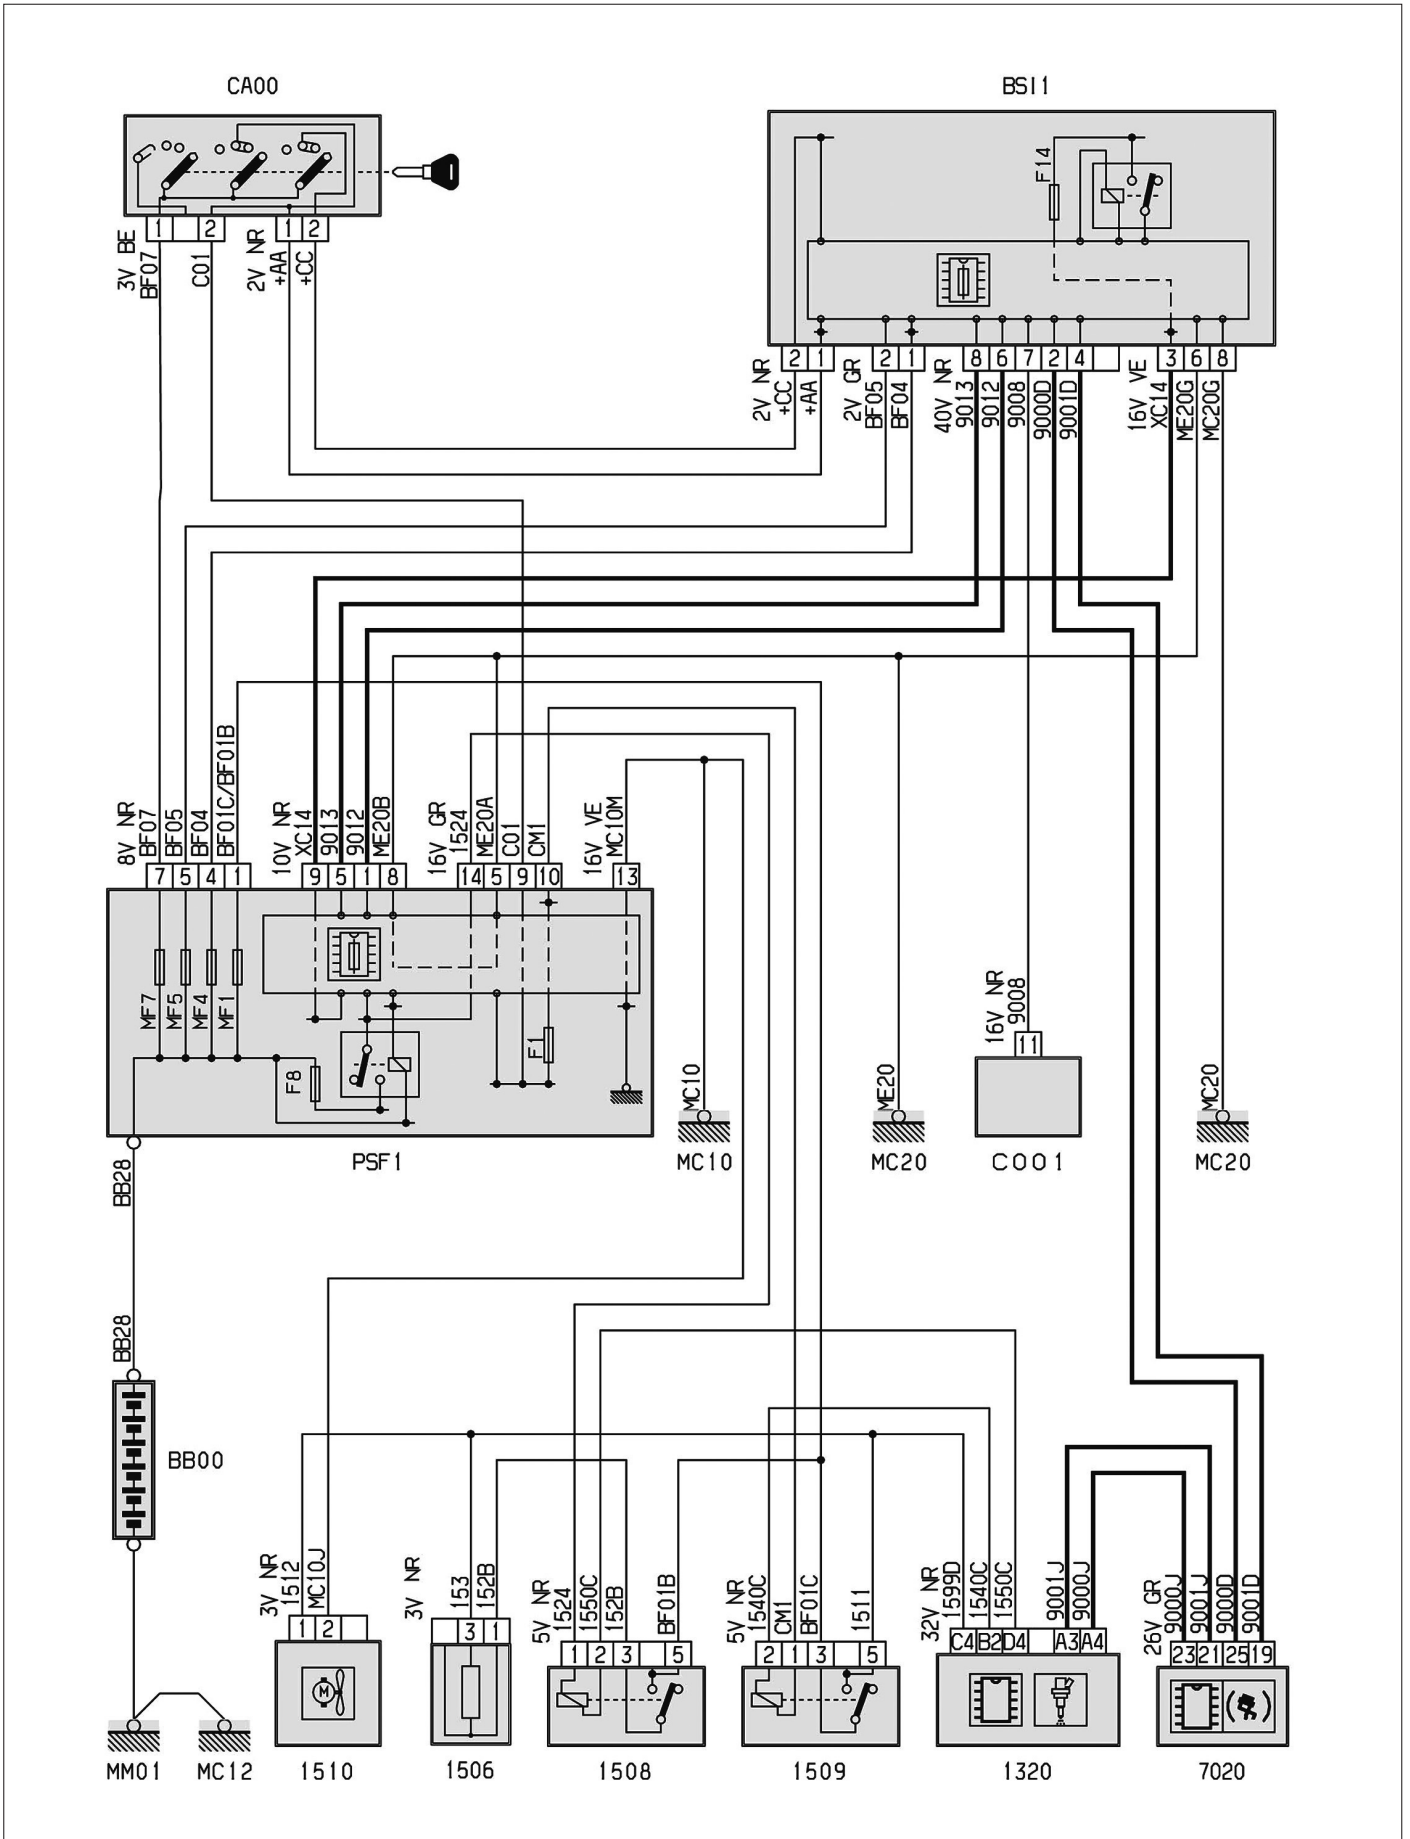 CA00
BSI1
F14
1 2 1 2
3V BE
BF07
C01
2V NR
+AA
+CC
2 1 2 1 8 6 7 2 4 3 6 8
2V NR
+CC
+AA
2V GR
BF05
BF04
40V NR
9013
9012
9008
9000D
9001D
16V VE
XC14
ME20G
MC20G
8V NR
BF07
BF05
BF04
BF01C/BF01B
10V NR
XC14
9013
9012
ME20B
16V GR
1524
ME20A
C01
CM1
16V VE
MC10M
7 5 4 1 9 5 1 8 14 5 9 10 13
MF7
MF5
MF4
MF1
F8
F1
16V NR
9008
11
MC10
ME20
MC20
PSF1
MC10
MC20
C001
MC20
BB28
BB28
BB00
3V NR
1512
MC10J
3V NR
153
152B
5V NR
1524
1550C
152B
BF01B
5V NR
1540C
CM1
BF01C
1511
32V NR
1599D
1540C
1550C
9001J
9000J
26V GR
9000J
9001J
9000D
9001D
1 2 3 1 1 2 3 5 2 1 3 5 C4 B2 D4 A3 A4 23 21 25 19
M
MM01
MC12
1510
1506
1508
1509
1320
7020